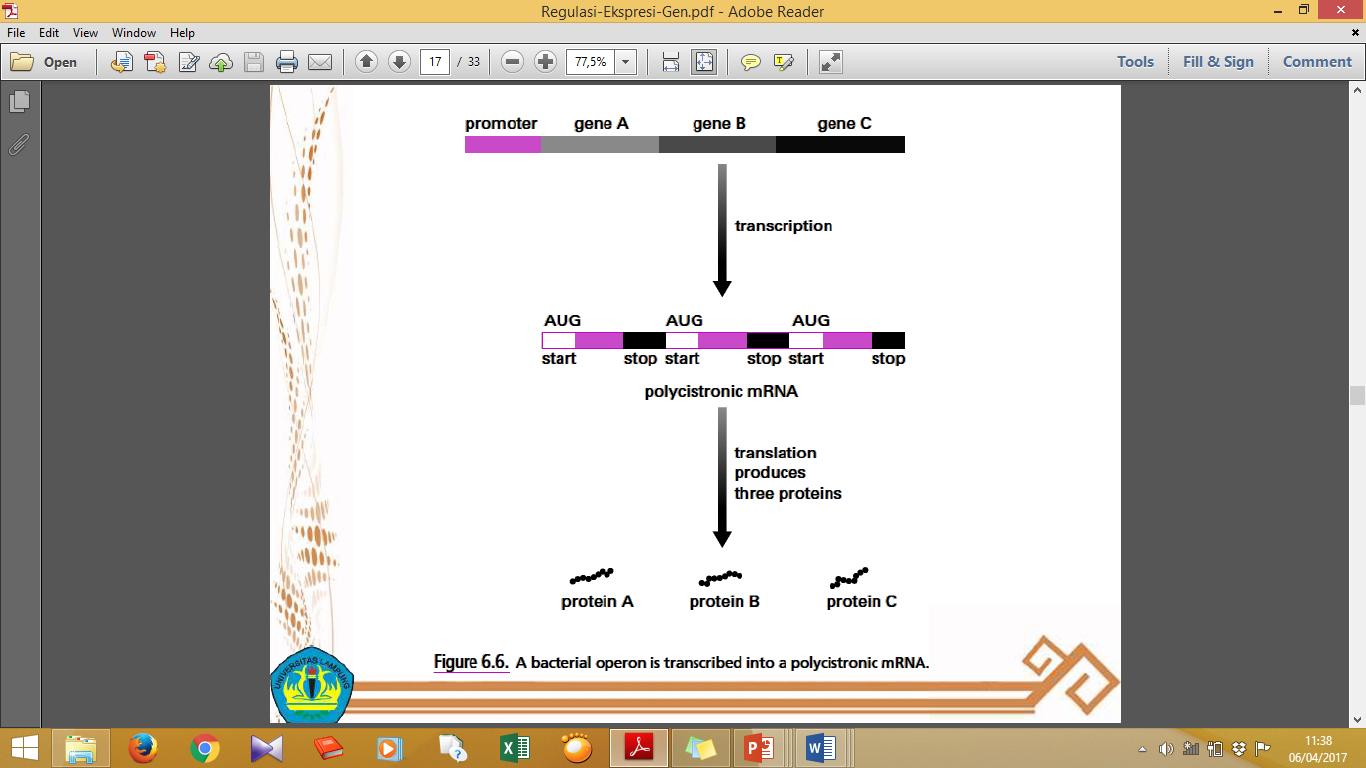 Regulasi-Ekspresi-Gen.pdf - Adobe Reader
File Edit View Window Help
Open 17 / 33 77,5% Tools Fill & Sign Comment
promoter gene A gene B gene C
transcription
AUG AUG AUG
start stop start stop start stop
polycistronic mRNA
translation
produces
three proteins
protein A protein B protein C
Figure 6.6. A bacterial operon is transcribed into a polycistronic mRNA.
UNIVERSITAS LAMPUNG
11:38
06/04/2017